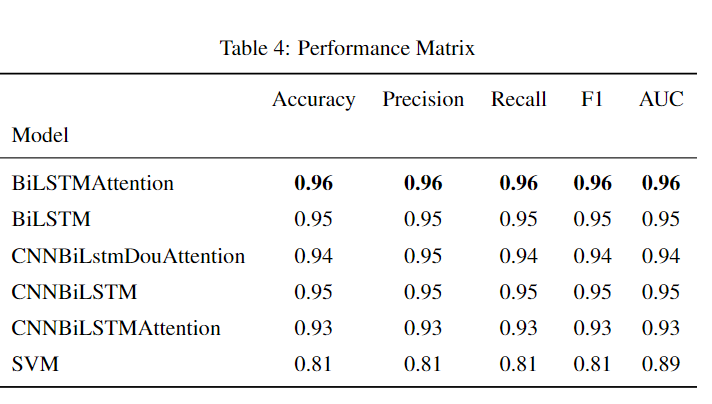 Table 4: Performance Matrix
Accuracy Precision Recall F1 AUC
Model
BiLSTMAttention 0.96 0.96 0.96 0.96 0.96
BiLSTM 0.95 0.95 0.95 0.95 0.95
CNNBiLstmDouAttention 0.94 0.95 0.94 0.94 0.94
CNNBiLSTM 0.95 0.95 0.95 0.95 0.95
CNNBiLSTMAttention 0.93 0.93 0.93 0.93 0.93
SVM 0.81 0.81 0.81 0.81 0.89